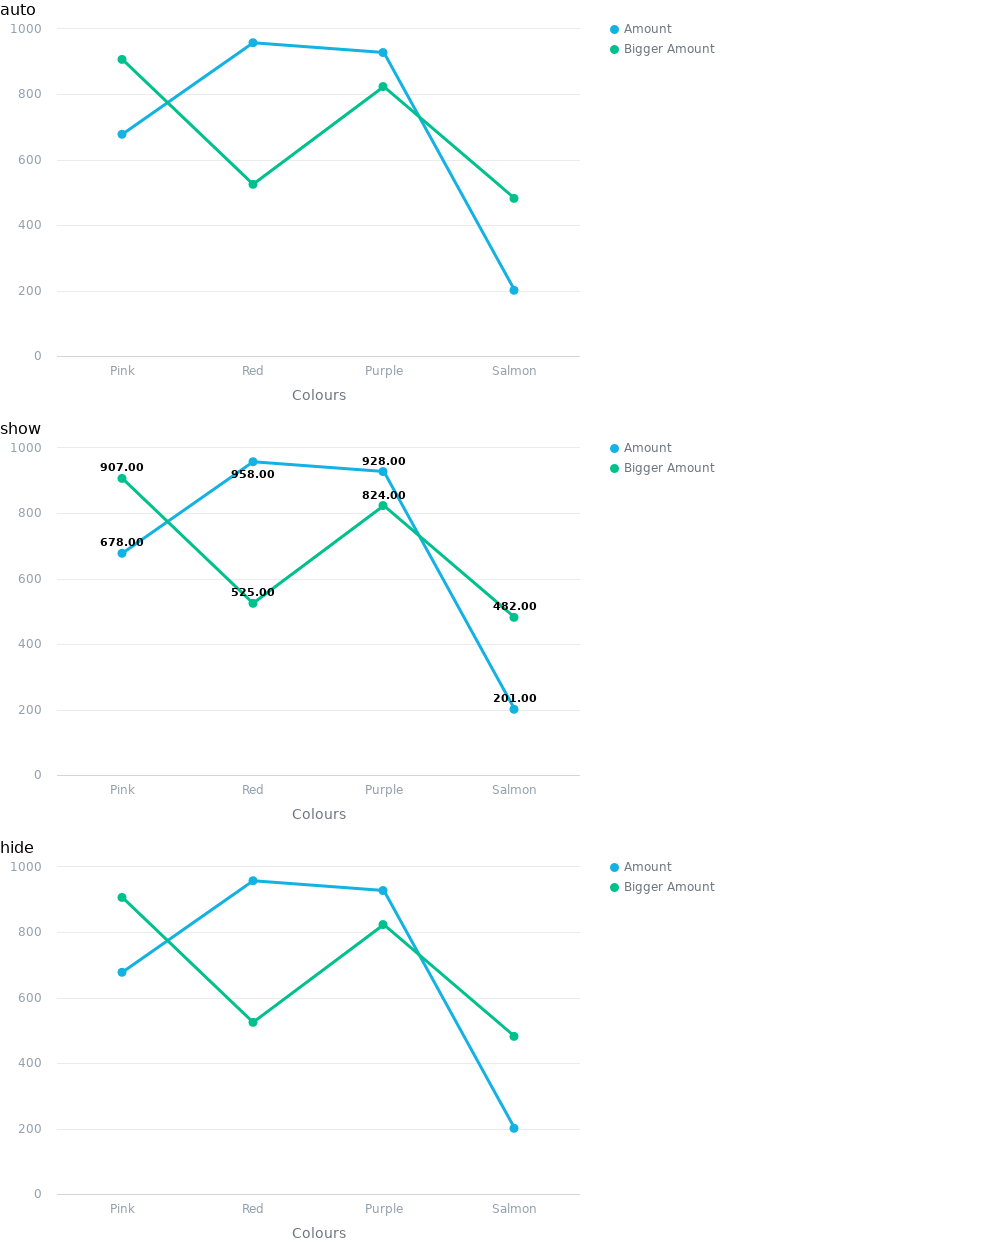 auto
1000
Amount
Bigger Amount
800
600
400
200
0
Pink Red Purple Salmon
Colours
show
1000
Amount
928.00
907.00
Bigger Amount
958.00
824.00
800
678.00
600
525.00
482.00
400
201.00
200
0
Pink Red Purple Salmon
Colours
hide
1000
Amount
Bigger Amount
800
600
400
200
0
Pink Red Purple Salmon
Colours